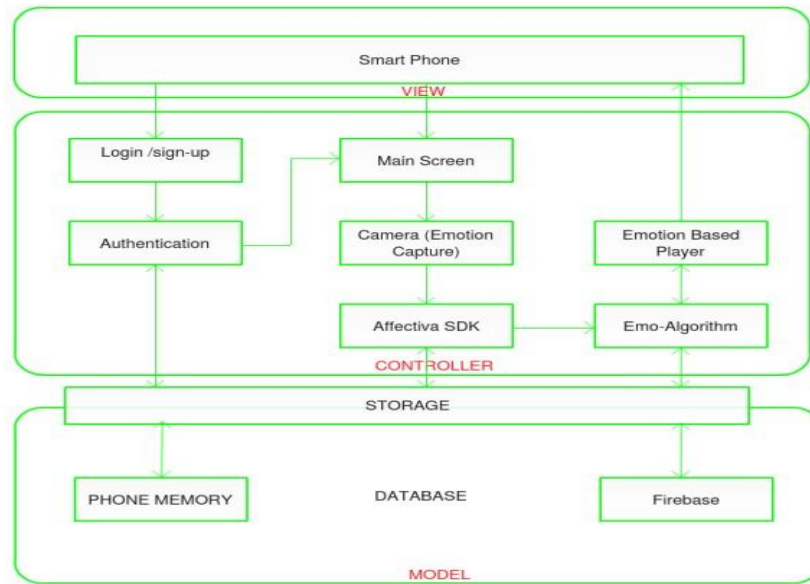 Smart Phone
VIEW
Login /sign-up
Main Screen
Authentication
Camera (Emotion
Capture)
Emotion Based
Player
Affectiva SDK
Emo-Algorithm
CONTROLLER
STORAGE
PHONE MEMORY
DATABASE
Firebase
MODEL